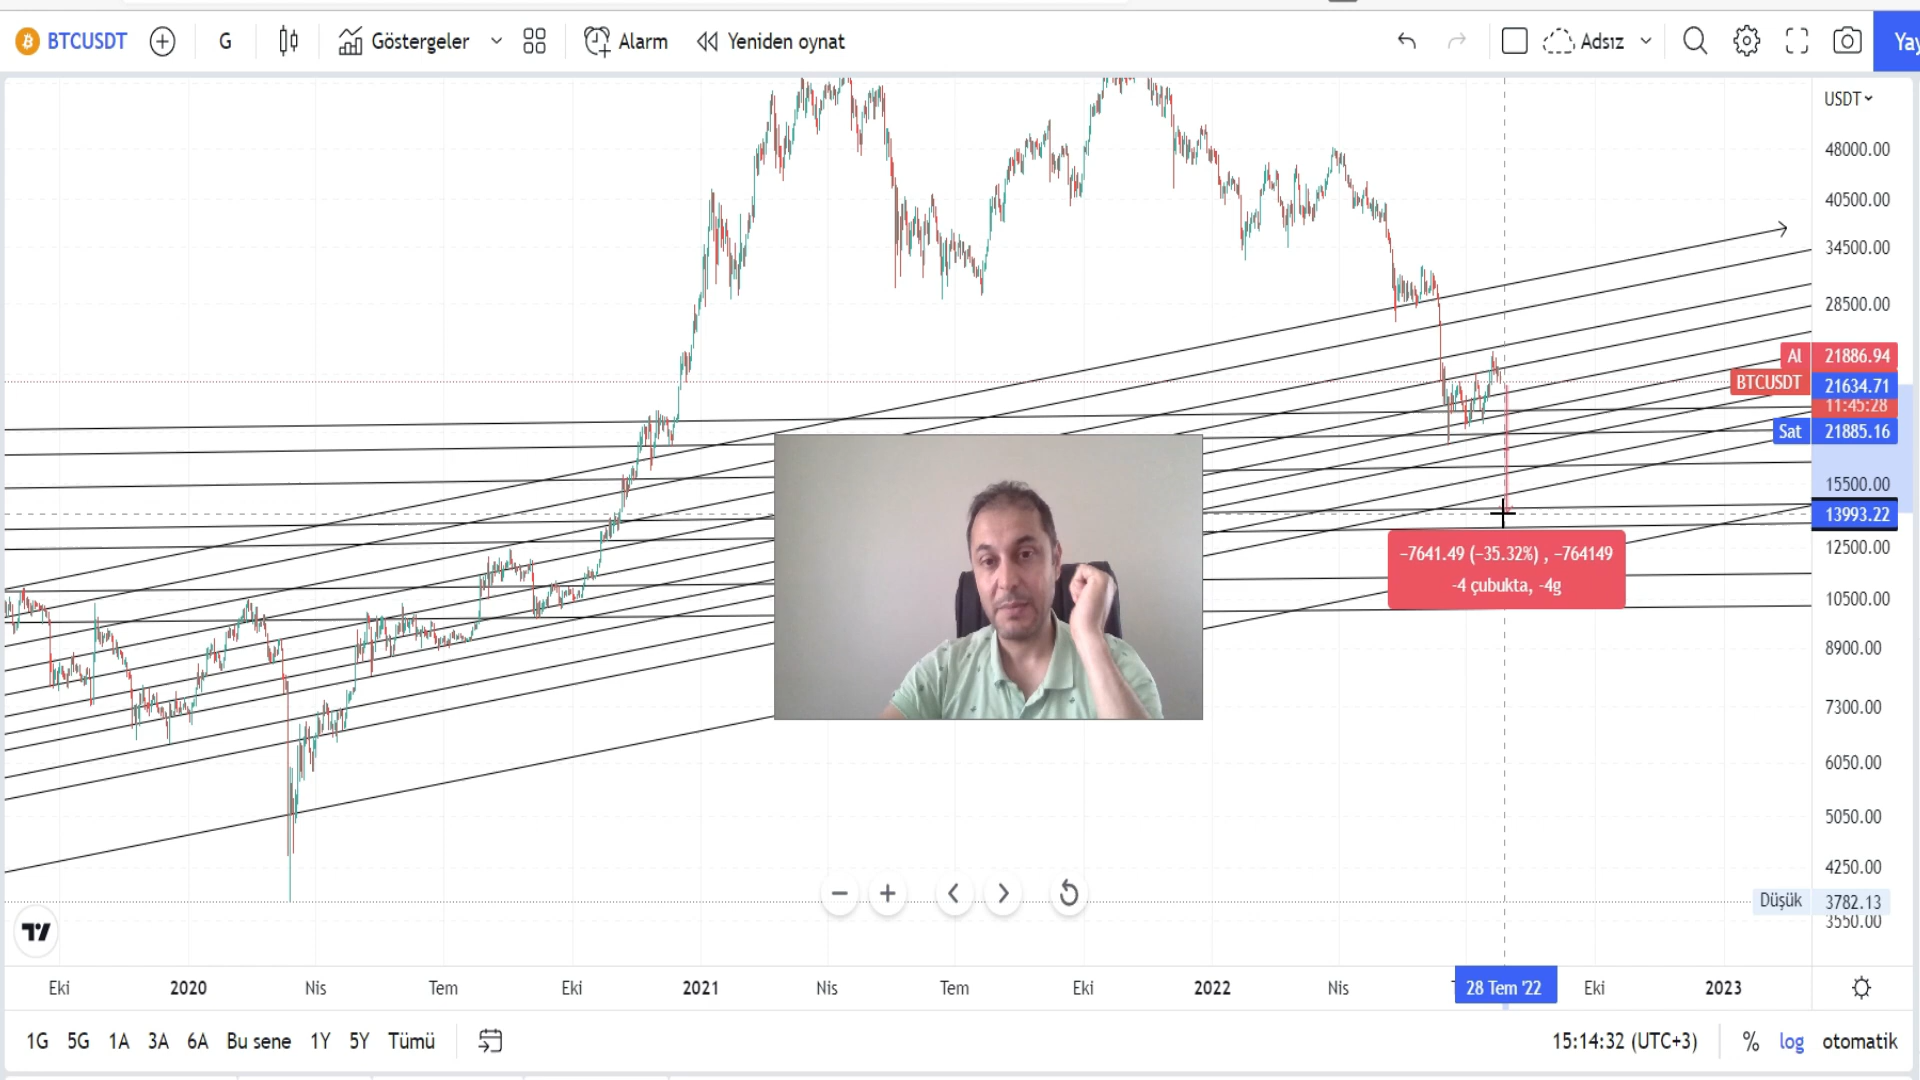 BTCUSDT
G
Göstergeler
Alarm
Yeniden oynat
Adsız
Yay
USDT
48000.00
40500.00
34500.00
28500.00
Al 21886.94
BTCUSDT 21634.71
11:45:28
Sat 21885.16
15500.00
13993.22
12500.00
10500.00
8900.00
7300.00
6050.00
5050.00
4250.00
Düşük 3782.13
3550.00
−7641.49 (−35.32%) , −764149
-4 çubukta, -4g
Eki 2020 Nis Tem Eki 2021 Nis Tem Eki 2022 Nis 28 Tem '22 Eki 2023
1G 5G 1A 3A 6A Bu sene 1Y 5Y Tümü
15:14:32 (UTC+3) % log otomatik